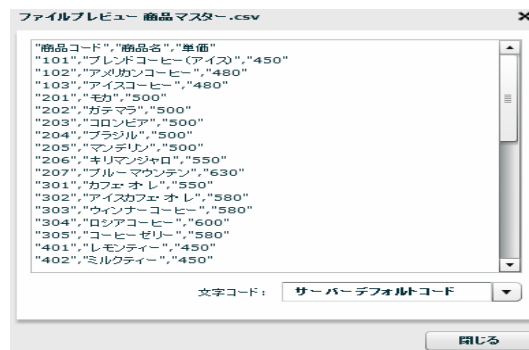 ファイルプレビュー 商品マスター.csv
"商品コード","商品名","単価"
"101","ブレンドコーヒー(アイス)","450"
"102","アメリカンコーヒー","480"
"103","アイスコーヒー","480"
"201","モカ","500"
"202","ガテマラ","500"
"203","コロンビア","500"
"204","ブラジル","500"
"205","マンデリン","500"
"206","キリマンジャロ","550"
"207","ブルーマウンテン","630"
"301","カフェ・オ・レ","550"
"302","アイスカフェ・オ・レ","580"
"303","ウィンナーコーヒー","580"
"304","ロシアコーヒー","600"
"305","コーヒーゼリー","580"
"401","レモンティー","450"
"402","ミルクティー","450"
文字コード: サーバーデフォルトコード
閉じる